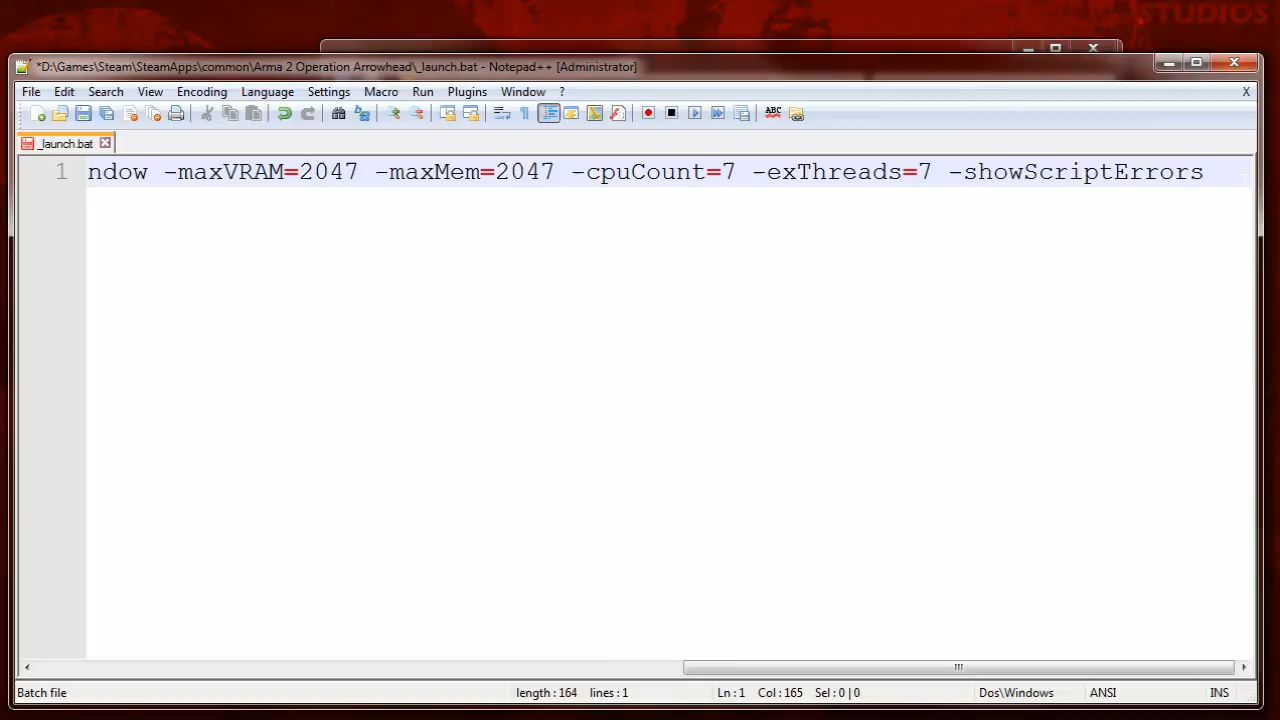 STUDIOS
*D:\Games\Steam\SteamApps\common\Arma 2 Operation Arrowhead\_launch.bat - Notepad++ [Administrator]
File Edit Search View Encoding Language Settings Macro Run Plugins Window ? X
_launch.bat
1 ndow -maxVRAM=2047 -maxMem=2047 -cpuCount=7 -exThreads=7 -showScriptErrors
Batch file length : 164 lines : 1 Ln : 1 Col : 165 Sel : 0 | 0 Dos\Windows ANSI INS